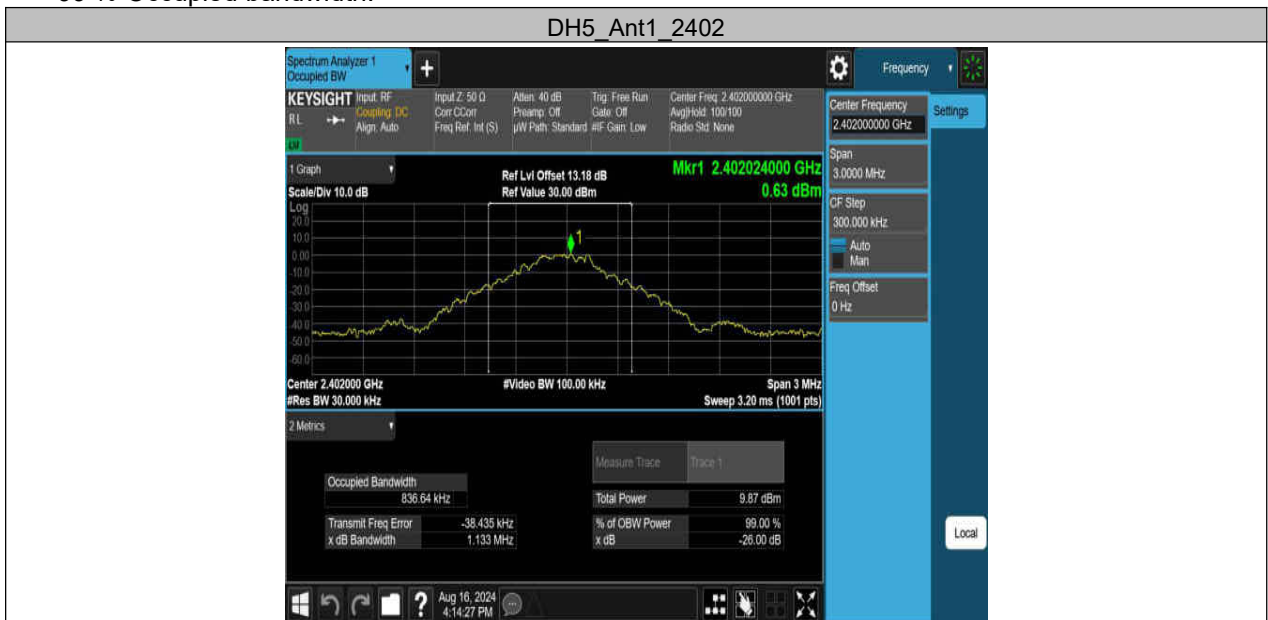 DH5_Ant1_2402
Spectrum Analyzer 1
Occupied BW
Frequency
KEYSIGHT
Input: RF
Coupling: DC
Align: Auto
RL
Input Z: 50 Ω
Corr CCorr
Freq Ref: Int (S)
Atten: 40 dB
Preamp: Off
µW Path: Standard
Trig: Free Run
Gate: Off
#IF Gain: Low
Center Freq: 2.402000000 GHz
Avg|Hold: 100/100
Radio Std: None
Center Frequency
2.402000000 GHz
Settings
Span
3.0000 MHz
CF Step
300.000 kHz
Auto
Man
Freq Offset
0 Hz
1 Graph
Scale/Div 10.0 dB
Ref Lvl Offset 13.18 dB
Ref Value 30.00 dBm
Mkr1 2.402024000 GHz
0.63 dBm
Log
20.0
10.0
0.00
-10.0
-20.0
-30.0
-40.0
-50.0
-60.0
1
Center 2.402000 GHz
#Res BW 30.000 kHz
#Video BW 100.00 kHz
Span 3 MHz
Sweep 3.20 ms (1001 pts)
2 Metrics
Measure Trace
Trace 1
Occupied Bandwidth
836.64 kHz
Total Power
9.87 dBm
Transmit Freq Error
-38.435 kHz
% of OBW Power
99.00 %
x dB Bandwidth
1.133 MHz
x dB
-26.00 dB
Local
Aug 16, 2024
4:14:27 PM